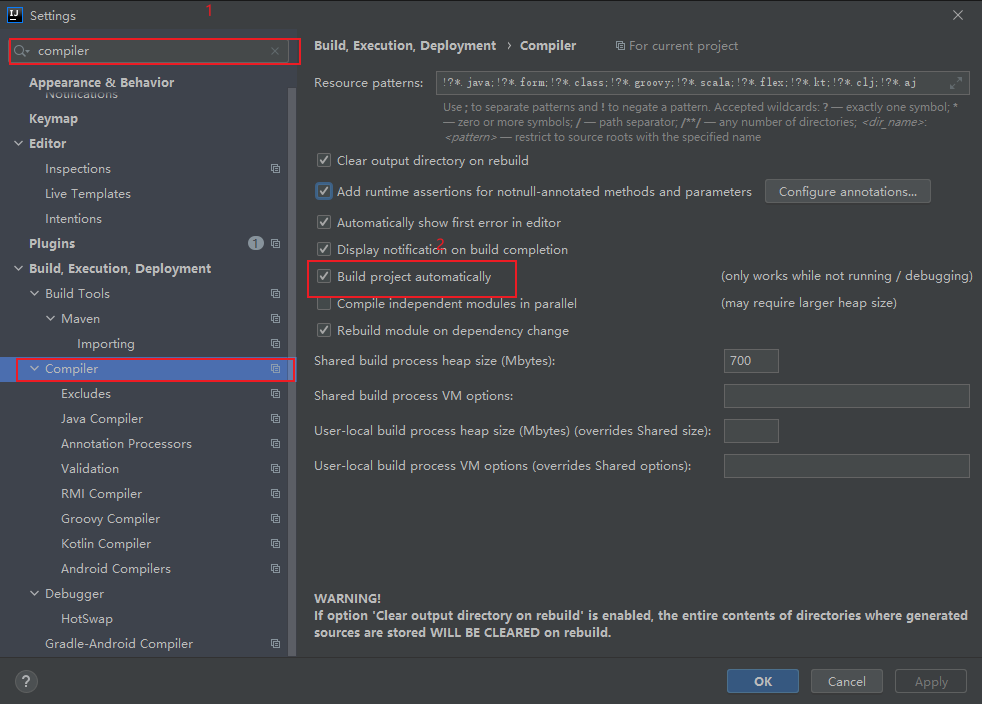 Settings
1
compiler
Build, Execution, Deployment › Compiler
For current project
Appearance & Behavior
Notifications
Keymap
Editor
Inspections
Live Templates
Intentions
Plugins
1
Build, Execution, Deployment
Build Tools
Maven
Importing
Compiler
Excludes
Java Compiler
Annotation Processors
Validation
RMI Compiler
Groovy Compiler
Kotlin Compiler
Android Compilers
Debugger
HotSwap
Gradle-Android Compiler
Resource patterns:
!?*.java;!?*.form;!?*.class;!?*.groovy;!?*.scala;!?*.flex;!?*.kt;!?*.clj;!?*.aj
Use ; to separate patterns and ! to negate a pattern. Accepted wildcards: ? — exactly one symbol; *
— zero or more symbols; / — path separator; /**/ — any number of directories; <dir_name>:
<pattern> — restrict to source roots with the specified name
Clear output directory on rebuild
Add runtime assertions for notnull-annotated methods and parameters
Configure annotations...
Automatically show first error in editor
2
Display notification on build completion
Build project automatically
(only works while not running / debugging)
Compile independent modules in parallel
(may require larger heap size)
Rebuild module on dependency change
Shared build process heap size (Mbytes):
700
Shared build process VM options:
User-local build process heap size (Mbytes) (overrides Shared size):
User-local build process VM options (overrides Shared options):
WARNING!
If option 'Clear output directory on rebuild' is enabled, the entire contents of directories where generated
sources are stored WILL BE CLEARED on rebuild.
?
OK
Cancel
Apply